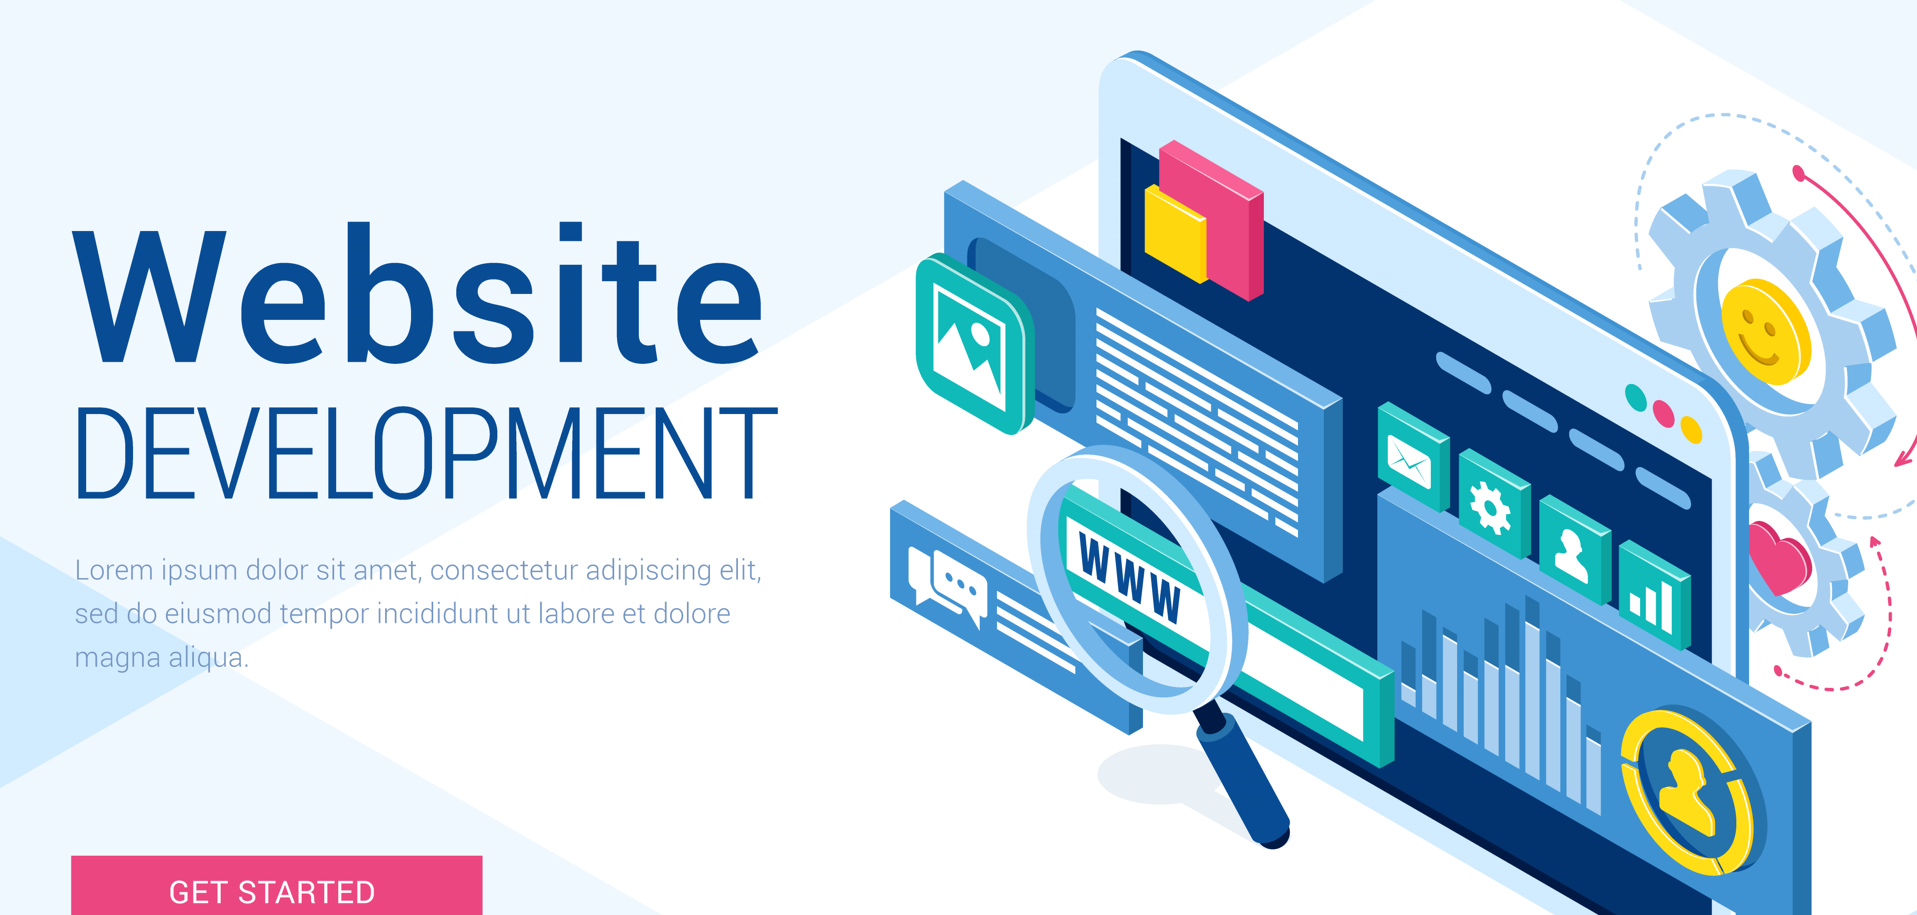 Website
DEVELOPMENT
Lorem ipsum dolor sit amet, consectetur adipiscing elit,
sed do eiusmod tempor incididunt ut labore et dolore
magna aliqua.
GET STARTED
WWW